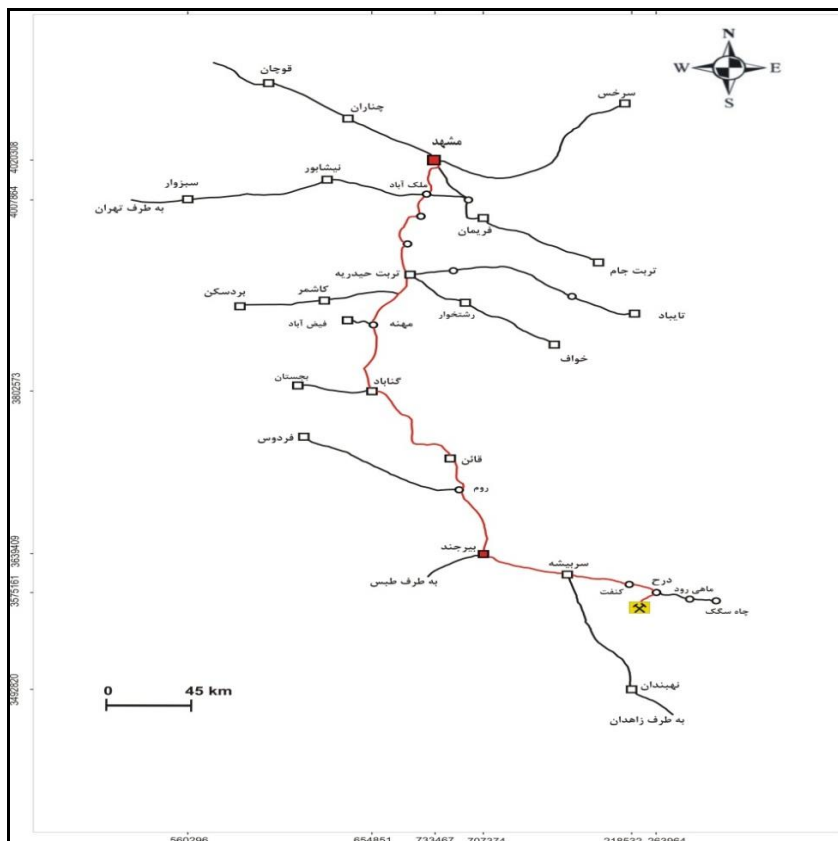 N
W E
S
قوچان
سرخس
چناران
مشهد
4020308
نیشابور
ملک آباد
4007864
سبزوار
به طرف تهران
فریمان
تربت جام
تربت حیدریه
کاشمر
بردسکن
رشتخوار
تایباد
فیض آباد
مهنه
خواف
بجستان
گناباد
3802573
فردوس
قائن
روم
بیرجند
3639409
سربیشه
به طرف طبس
درح
3575161
کنفت
ماهی رود
چاه سگک
0 45 km
نهبندان
3492820
به طرف زاهدان
560296
654851
733467
707374
218532
263964